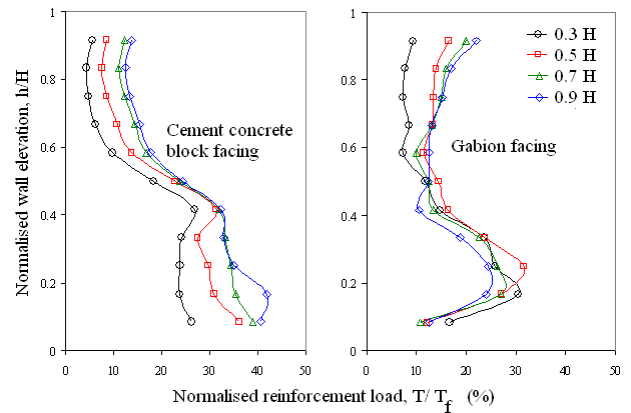 1
0.8
0.6
0.4
0.2
0
0 10 20 30 40 50
Normalised wall elevation, h/H
Cement concrete
block facing
1
0.8
0.6
0.4
0.2
0
0 10 20 30 40 50
Gabion facing
0.3 H
0.5 H
0.7 H
0.9 H
Normalised reinforcement load, T/ Tf (%)